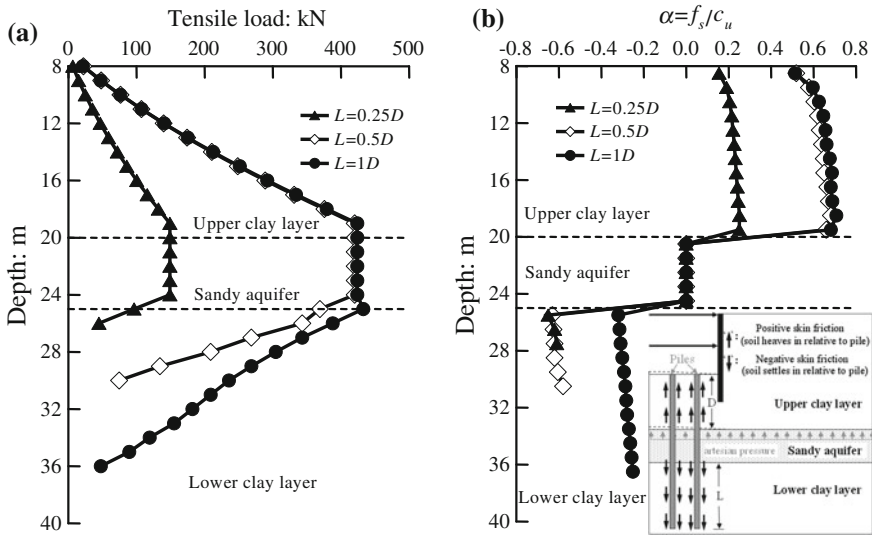 (a)
Tensile load: kN
0 100 200 300 400 500
Depth: m
8
12
16
20
24
28
32
36
40
L=0.25D
L=0.5D
L=1D
Upper clay layer
Sandy aquifer
Lower clay layer
(b)
α=fs/cu
-0.8 -0.6 -0.4 -0.2 0.0 0.2 0.4 0.6 0.8
Depth: m
8
12
16
20
24
28
32
36
40
L=0.25D
L=0.5D
L=1D
Upper clay layer
Sandy aquifer
Lower clay layer
Positive skin friction
(soil heaves in relative to pile)
Negative skin friction
(soil settles in relative to pile)
Piles
D
Upper clay layer
artesian pressure
Sandy aquifer
L
Lower clay layer